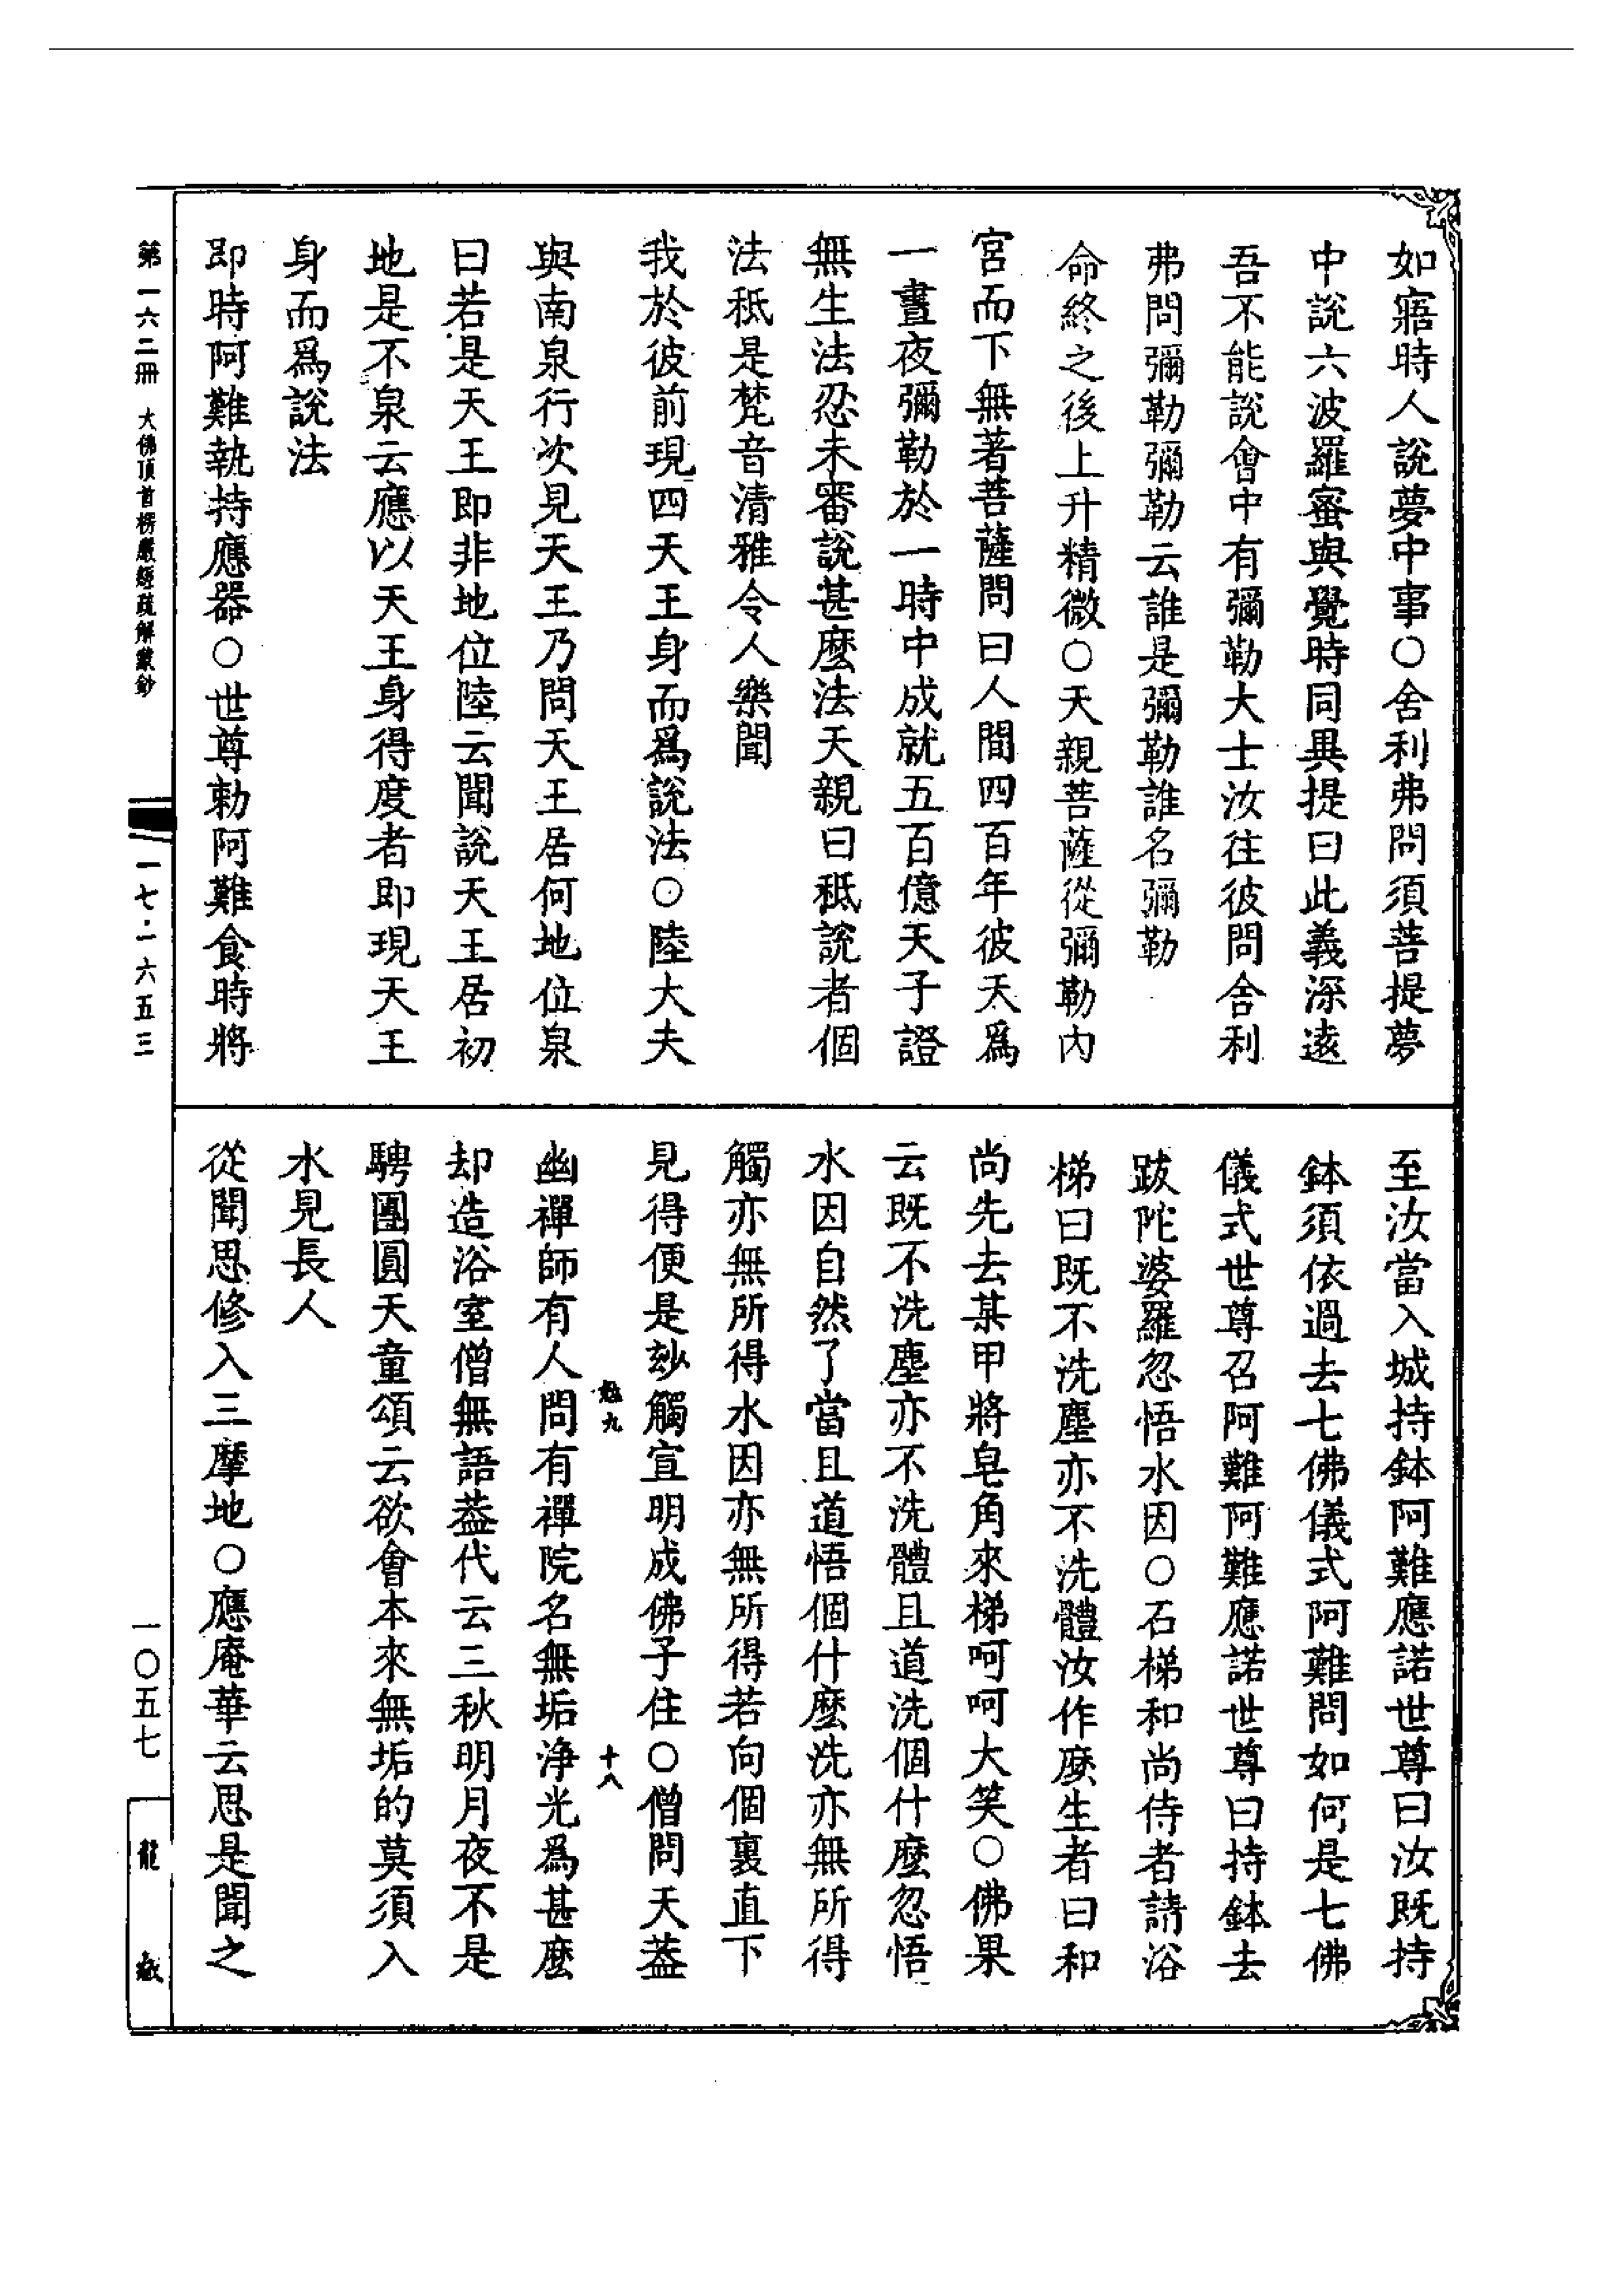 如寤時人說夢中事○舍利弗問須菩提夢
中說六波羅蜜與覺時同異提曰此義深遠
吾不能說會中有彌勒大士汝往彼問舍利
弗問彌勒彌勒云誰是彌勒誰名彌勒
命終之後上升精微○天親菩薩從彌勒內
宮而下無著菩薩問曰人間四百年彼天爲
一晝夜彌勒於一時中成就五百億天子證
無生法忍未審說甚麼法天親曰秪說者個
法秪是梵音清雅令人樂聞
我於彼前現四天王身而爲說法○陸大夫
與南泉行次見天王乃問天王居何地位泉
曰若是天王即非地位陸云聞說天王居初
地是不泉云應以天王身得度者即現天王
身而爲說法
即時阿難執持應器○世尊勅阿難食時將
至汝當入城持鉢阿難應諾世尊曰汝既持
鉢須依過去七佛儀式阿難問如何是七佛
儀式世尊召阿難阿難應諾世尊曰持鉢去
跋陀婆羅忽悟水因○石梯和尚侍者請浴
梯曰既不洗塵亦不洗體汝作麽生者曰和
尚先去某甲將皂角來梯呵呵大笑○佛果
云既不洗塵亦不洗體且道洗個什麼忽悟
水因自然了當且道悟個什麼洗亦無所得
觸亦無所得水因亦無所得若向個裏直下
見得便是玅觸宣明成佛子住○僧問天葢
幽禪師有人問有禪院名無垢淨光爲甚麼
却造浴室僧無語葢代云三秋明月夜不是
騁團圓天童頌云欲會本來無垢的莫須入
水見長人
從聞思修入三摩地○應庵華云思是聞之
九
十八
第一六二冊 大佛頂首楞嚴經疏解蒙鈔
一七·一六五三
一〇五七
龍 藏